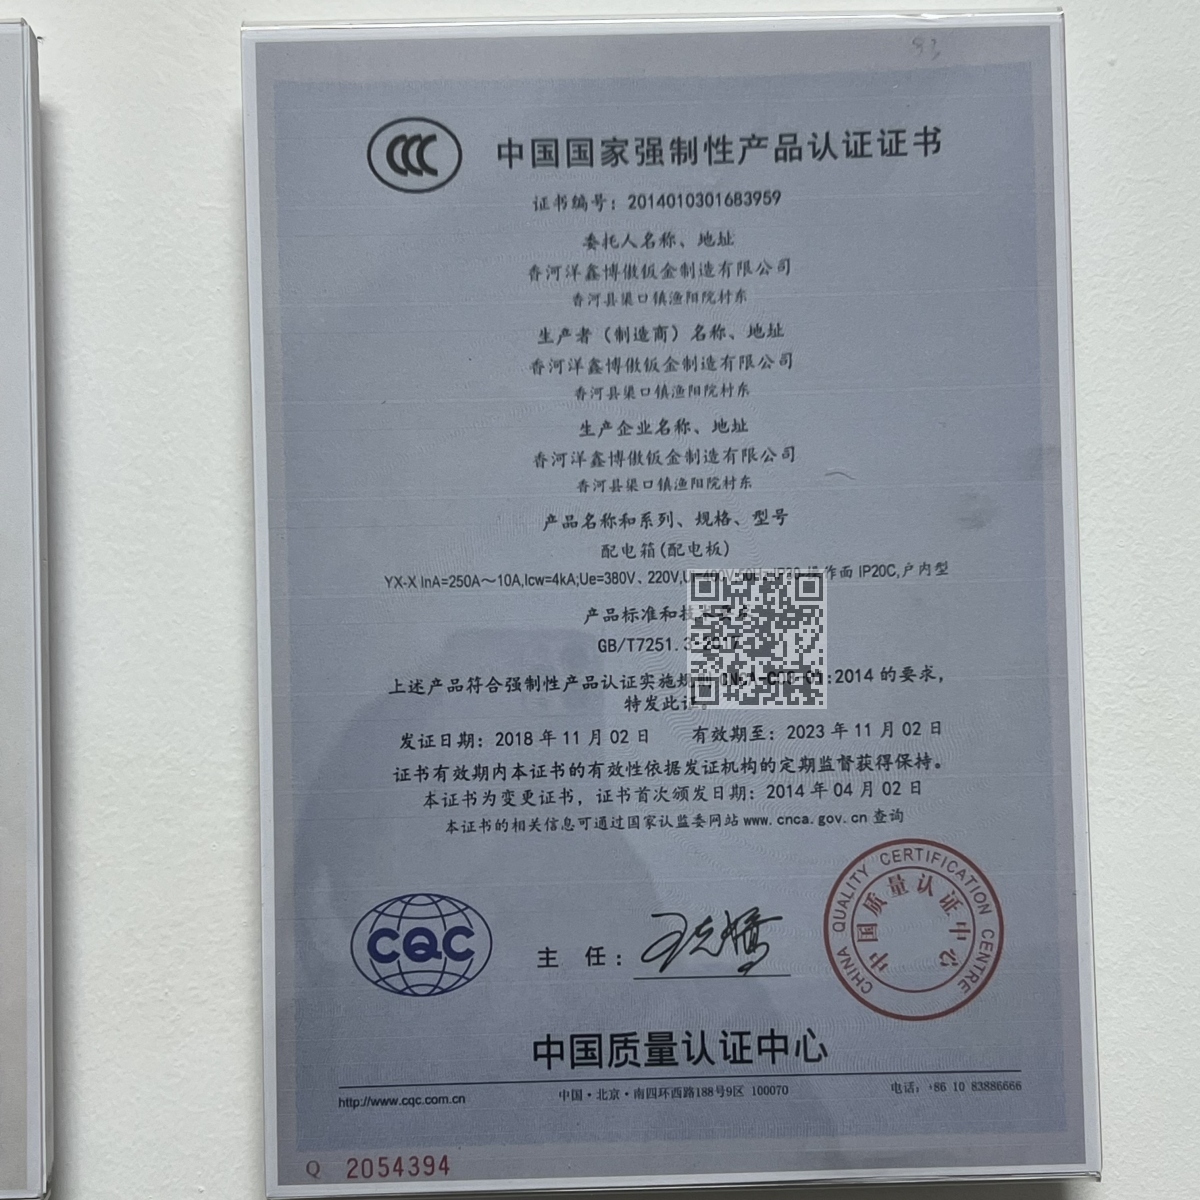 中国国家强制性产品认证证书
证书编号：2014010301683959
委托人名称、地址
香河洋鑫博傲钣金制造有限公司
香河县渠口镇渔阳院村东
生产者（制造商）名称、地址
香河洋鑫博傲钣金制造有限公司
香河县渠口镇渔阳院村东
生产企业名称、地址
香河洋鑫博傲钣金制造有限公司
香河县渠口镇渔阳院村东
产品名称和系列、规格、型号
配电箱(配电板)
YX-X InA=250A～10A,Icw=4kA;Ue=380V、220V, 作面 IP20C,户内型
产品标准和
GB/T7251.3-2017
上述产品符合强制性产品认证实施规则 CNCA-C03-01:2014 的要求，
特发此证。
发证日期：2018 年 11 月 02 日 有效期至：2023 年 11 月 02 日
证书有效期内本证书的有效性依据发证机构的定期监督获得保持。
本证书为变更证书，证书首次颁发日期：2014 年 04 月 02 日
本证书的相关信息可通过国家认监委网站 www.cnca.gov.cn 查询
CQC
主 任：
CHINA QUALITY CERTIFICATION CENTRE
中国质量认证中心
中国质量认证中心
http://www.cqc.com.cn
中国·北京·南四环西路188号9区 100070
电话：+86 10 83886666
Q 2054394